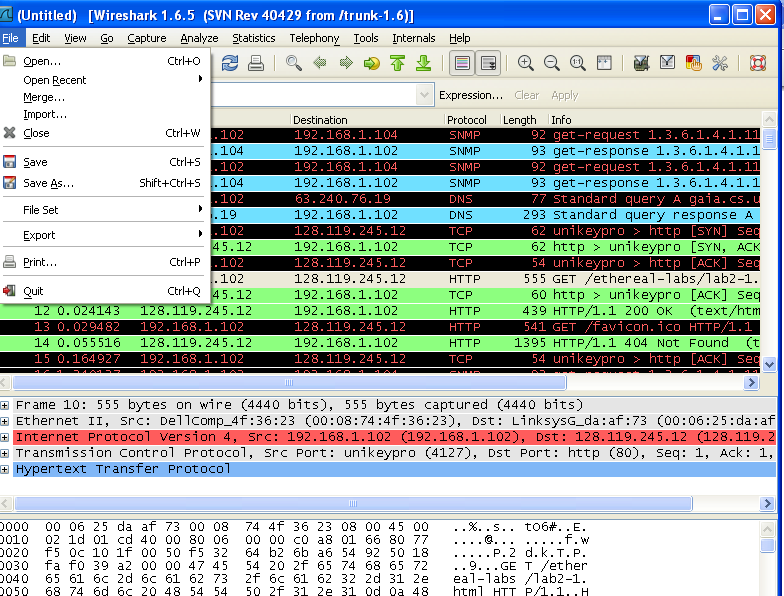 (Untitled) [Wireshark 1.6.5 (SVN Rev 40429 from /trunk-1.6)]
File Edit View Go Capture Analyze Statistics Telephony Tools Internals Help
Open... Ctrl+O
Open Recent
Merge...
Import...
Close Ctrl+W
Save Ctrl+S
Save As... Shift+Ctrl+S
File Set
Export
Print... Ctrl+P
Quit Ctrl+Q
Expression... Clear Apply
Destination Protocol Length Info
.102 192.168.1.104 SNMP 92 get-request 1.3.6.1.4.1.11
.104 192.168.1.102 SNMP 93 get-response 1.3.6.1.4.1.1
.102 192.168.1.104 SNMP 92 get-request 1.3.6.1.4.1.11
.104 192.168.1.102 SNMP 93 get-response 1.3.6.1.4.1.1
.102 63.240.76.19 DNS 77 Standard query A gaia.cs.u
.19 192.168.1.102 DNS 293 Standard query response A
.102 128.119.245.12 TCP 62 unikeypro > http [SYN] Seq
45.12 192.168.1.102 TCP 62 http > unikeypro [SYN, ACK
.102 128.119.245.12 TCP 54 unikeypro > http [ACK] Seq
.102 128.119.245.12 HTTP 555 GET /ethereal-labs/lab2-1.
45.12 192.168.1.102 TCP 60 http > unikeypro [ACK] Seq
12 0.024143 128.119.245.12 192.168.1.102 HTTP 439 HTTP/1.1 200 OK (text/htm
13 0.029482 192.168.1.102 128.119.245.12 HTTP 541 GET /favicon.ico HTTP/1.1
14 0.055516 128.119.245.12 192.168.1.102 HTTP 1395 HTTP/1.1 404 Not Found (t
15 0.164927 192.168.1.102 128.119.245.12 TCP 54 unikeypro > http [ACK] Seq
Frame 10: 555 bytes on wire (4440 bits), 555 bytes captured (4440 bits)
Ethernet II, Src: DellComp_4f:36:23 (00:08:74:4f:36:23), Dst: LinksysG_da:af:73 (00:06:25:da:af
Internet Protocol Version 4, Src: 192.168.1.102 (192.168.1.102), Dst: 128.119.245.12 (128.119.2
Transmission Control Protocol, Src Port: unikeypro (4127), Dst Port: http (80), Seq: 1, Ack: 1,
Hypertext Transfer Protocol
0000 00 06 25 da af 73 00 08 74 4f 36 23 08 00 45 00 ..%..s.. tO6#..E.
0010 02 1d 01 cd 40 00 80 06 00 00 c0 a8 01 66 80 77 ....@... .....f.w
0020 f5 0c 10 1f 00 50 f5 32 64 b2 6b a6 54 92 50 18 .....P.2 d.k.T.P.
0030 fa f0 39 a2 00 00 47 45 54 20 2f 65 74 68 65 72 ..9...GE T /ether
0040 65 61 6c 2d 6c 61 62 73 2f 6c 61 62 32 2d 31 2e eal-labs /lab2-1.
0050 68 74 6d 6c 20 48 54 54 50 2f 31 2e 31 0d 0a 48 html HTT P/1.1..H